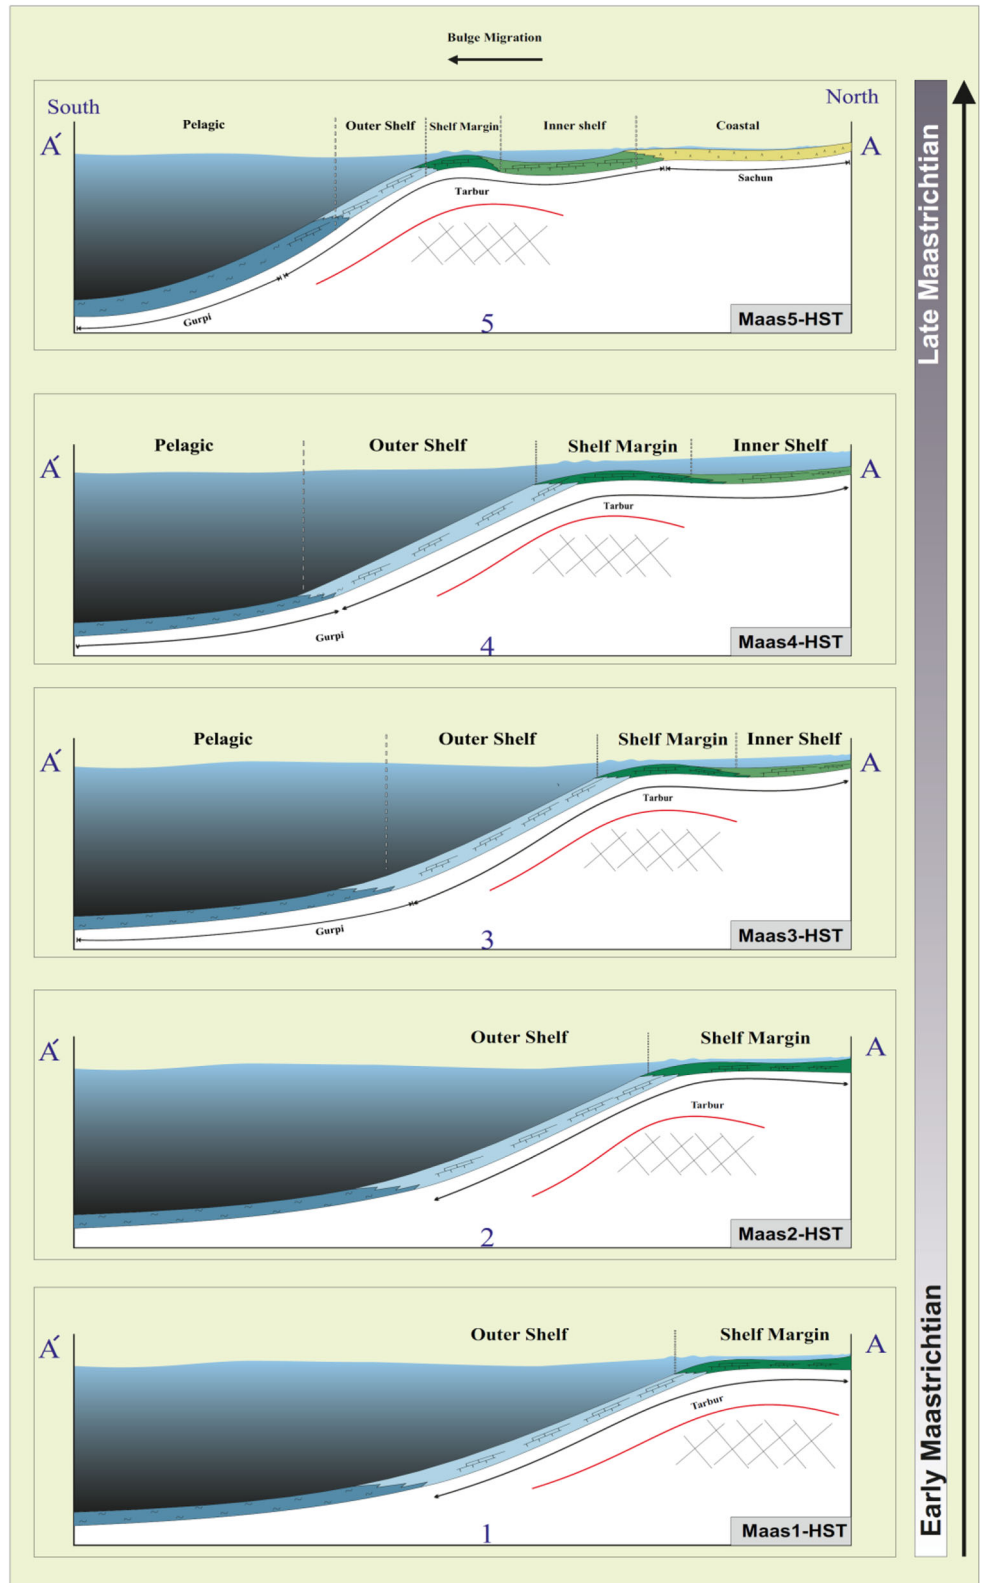 Bulge Migration
South
North
Pelagic
Outer Shelf
Shelf Margin
Inner shelf
Coastal
A′
A
Tarbur
Sachun
Gurpi
5
Maas5-HST
Pelagic
Outer Shelf
Shelf Margin
Inner Shelf
A′
A
Tarbur
Gurpi
4
Maas4-HST
Pelagic
Outer Shelf
Shelf Margin
Inner Shelf
A′
A
Tarbur
Gurpi
3
Maas3-HST
Outer Shelf
Shelf Margin
A′
A
Tarbur
2
Maas2-HST
Outer Shelf
Shelf Margin
A′
A
Tarbur
1
Maas1-HST
Late Maastrichtian
Early Maastrichtian